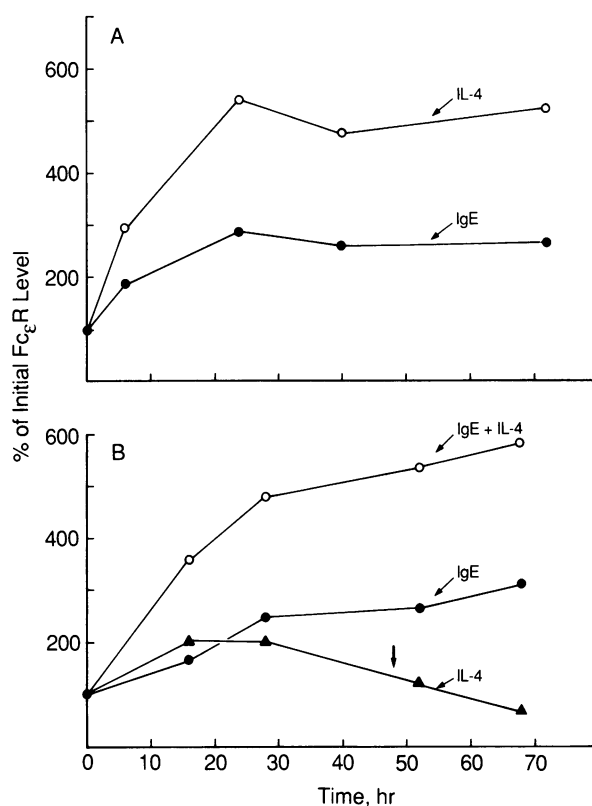 A
600
400
200
IL-4
IgE
% of Initial FcεR Level
B
600
400
200
IgE + IL-4
IgE
IL-4
0 10 20 30 40 50 60 70
Time, hr